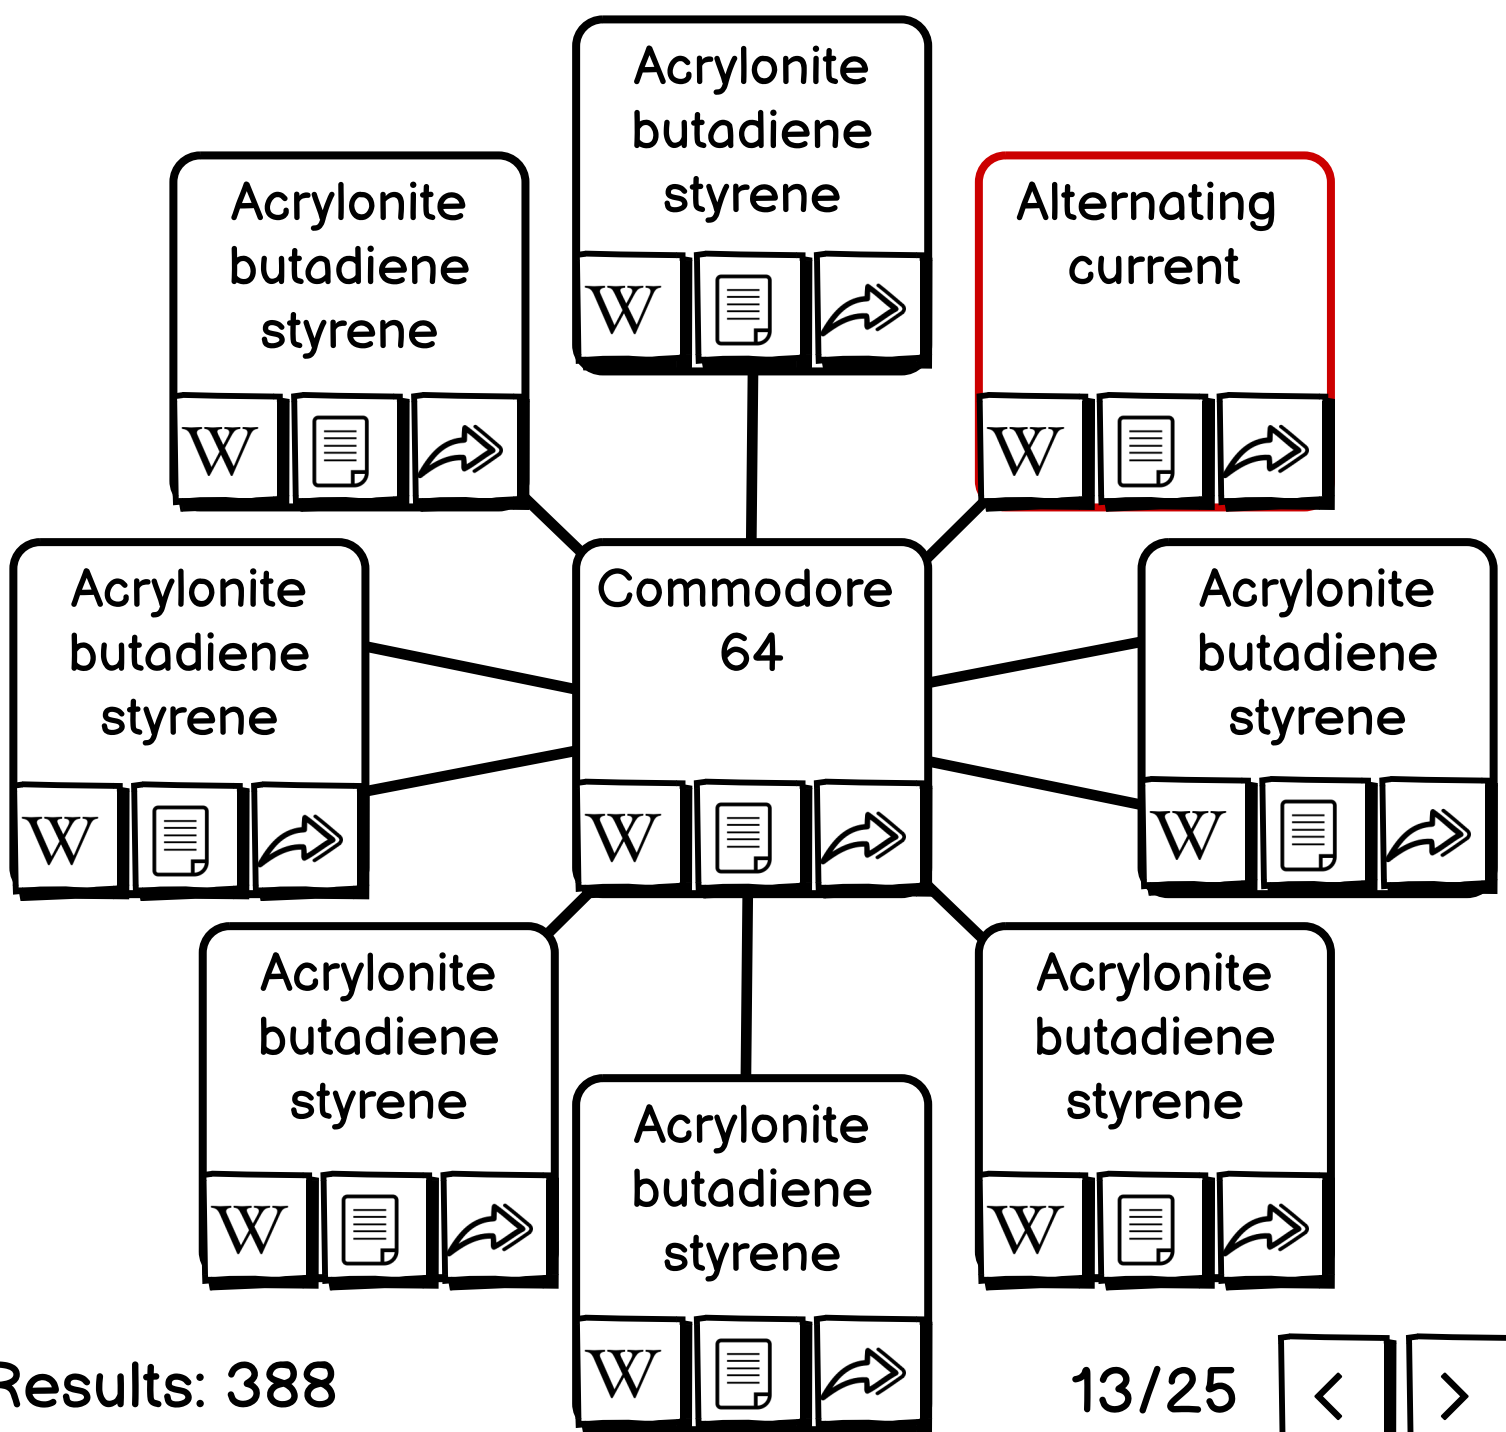 Acrylonite
butadiene
styrene
W
Acrylonite
butadiene
styrene
W
Alternating
current
W
Acrylonite
butadiene
styrene
W
Commodore
64
W
Acrylonite
butadiene
styrene
W
Acrylonite
butadiene
styrene
W
Acrylonite
butadiene
styrene
W
Acrylonite
butadiene
styrene
W
Results: 388
13/25
< >